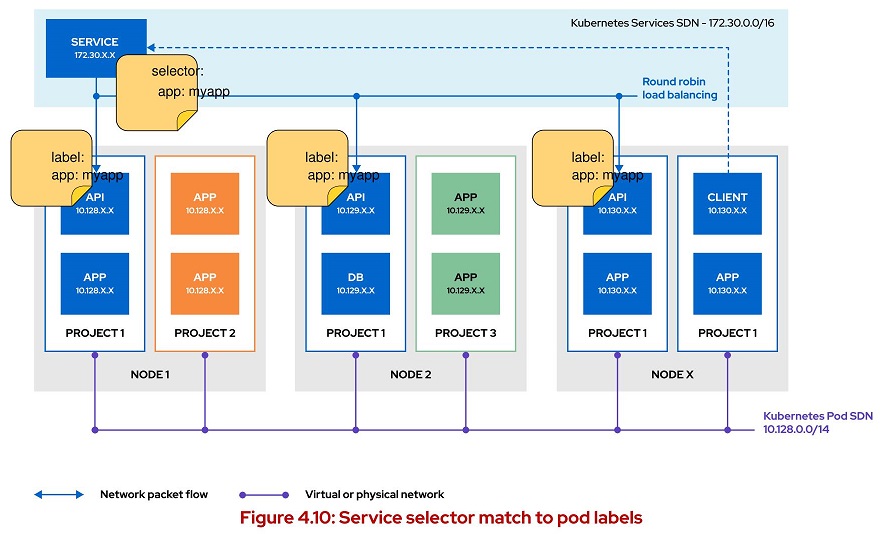 Kubernetes Services SDN - 172.30.0.0/16
SERVICE
172.30.X.X
selector:
app: myapp
Round robin
load balancing
label:
app: myapp
API
10.128.X.X
APP
10.128.X.X
PROJECT 1
APP
10.128.X.X
APP
10.128.X.X
PROJECT 2
NODE 1
label:
app: myapp
API
10.129.X.X
DB
10.129.X.X
PROJECT 1
APP
10.129.X.X
APP
10.129.X.X
PROJECT 3
NODE 2
label:
app: myapp
API
10.130.X.X
APP
10.130.X.X
PROJECT 1
CLIENT
10.130.X.X
APP
10.130.X.X
PROJECT 1
NODE X
Kubernetes Pod SDN
10.128.0.0/14
Network packet flow
Virtual or physical network
Figure 4.10: Service selector match to pod labels